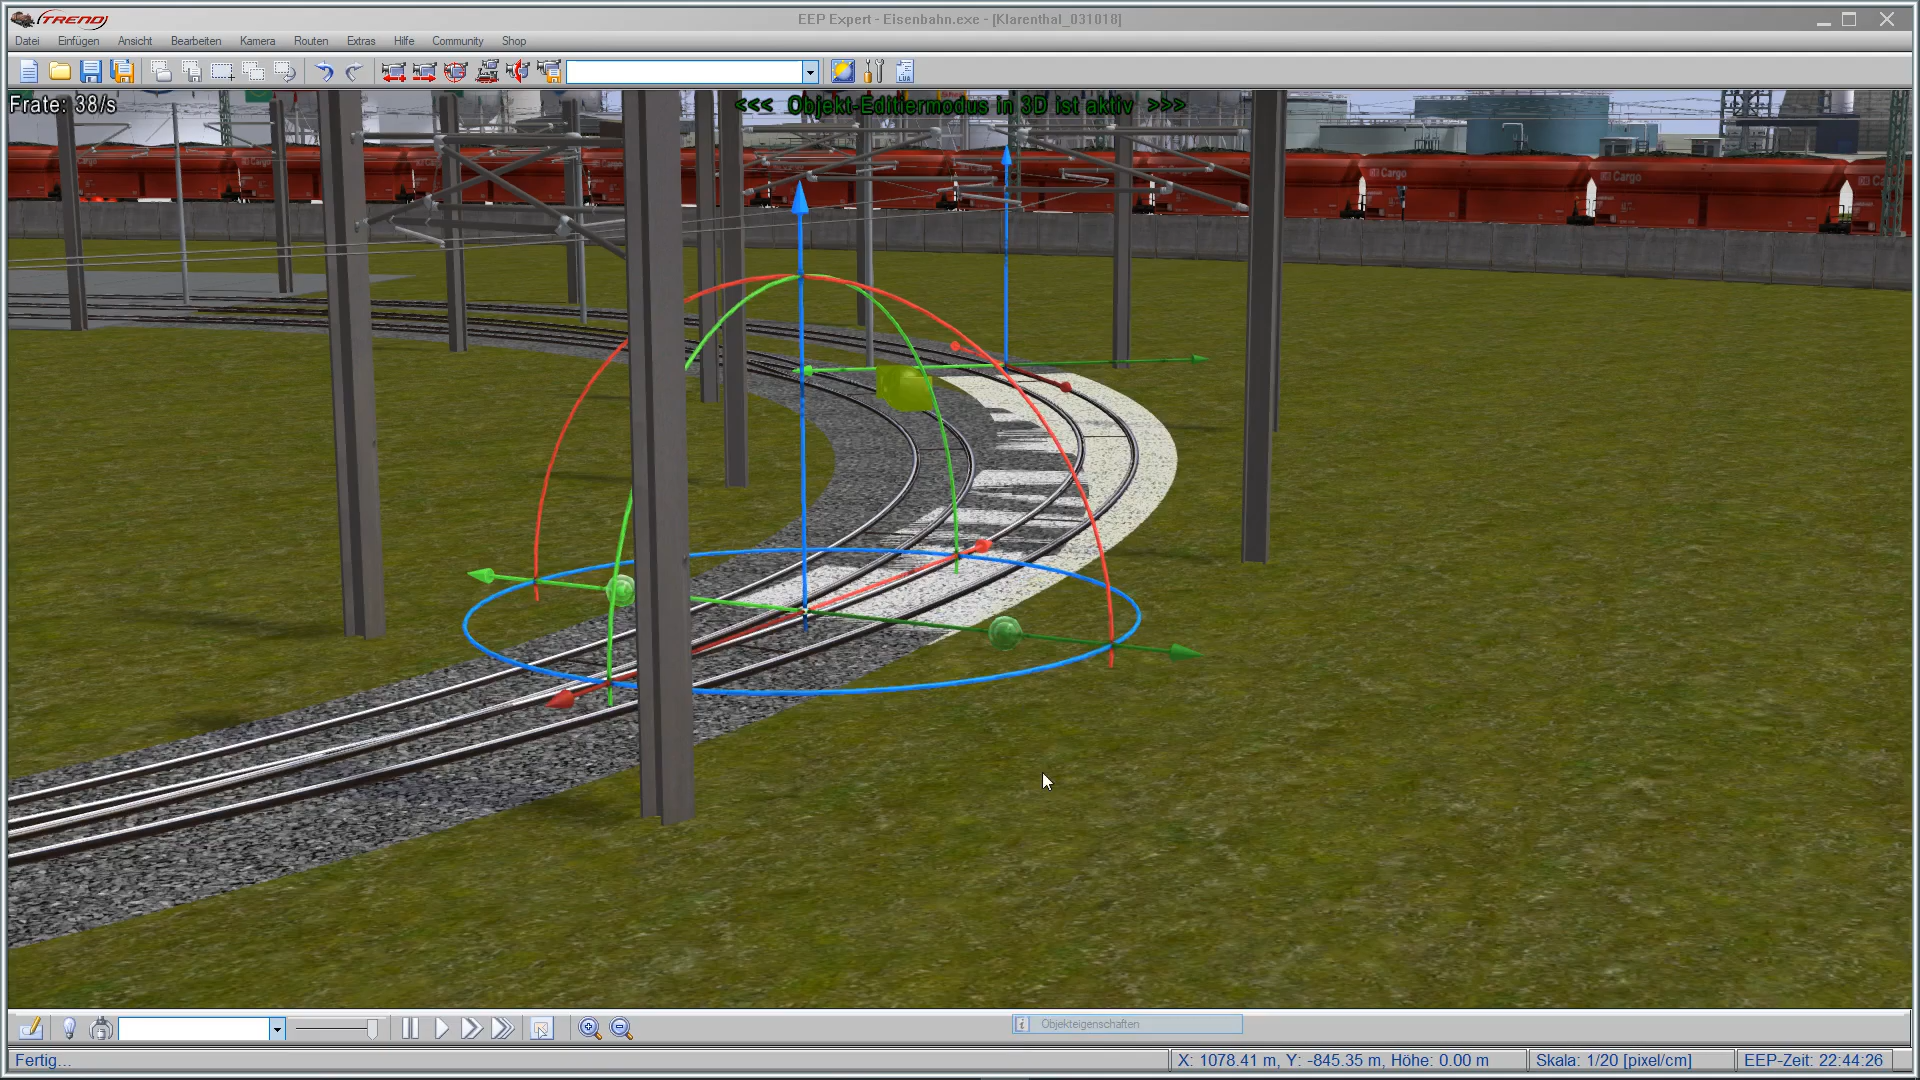 TREND
EEP Expert - Eisenbahn.exe - [Klarenthal_031018]
Datei Einfügen Ansicht Bearbeiten Kamera Routen Extras Hilfe Community Shop
LUA
Frate: 38/s
<<< Objekt-Editiermodus in 3D ist aktiv >>>
Cargo
Cargo
Objekteigenschaften
Fertig...
X: 1078.41 m, Y: -845.35 m, Höhe: 0.00 m
Skala: 1/20 [pixel/cm]
EEP-Zeit: 22:44:26